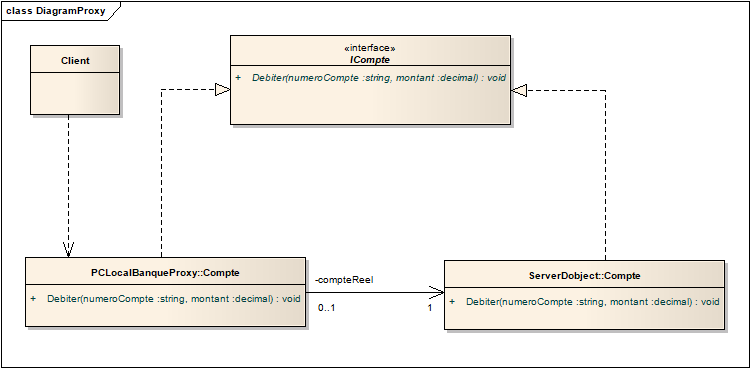 class DiagramProxy
Client
«interface»
ICompte
+ Debiter(numeroCompte :string, montant :decimal) : void
PCLocalBanqueProxy::Compte
+ Debiter(numeroCompte :string, montant :decimal) : void
-compteReel
0..1
1
ServerDobject::Compte
+ Debiter(numeroCompte :string, montant :decimal) : void